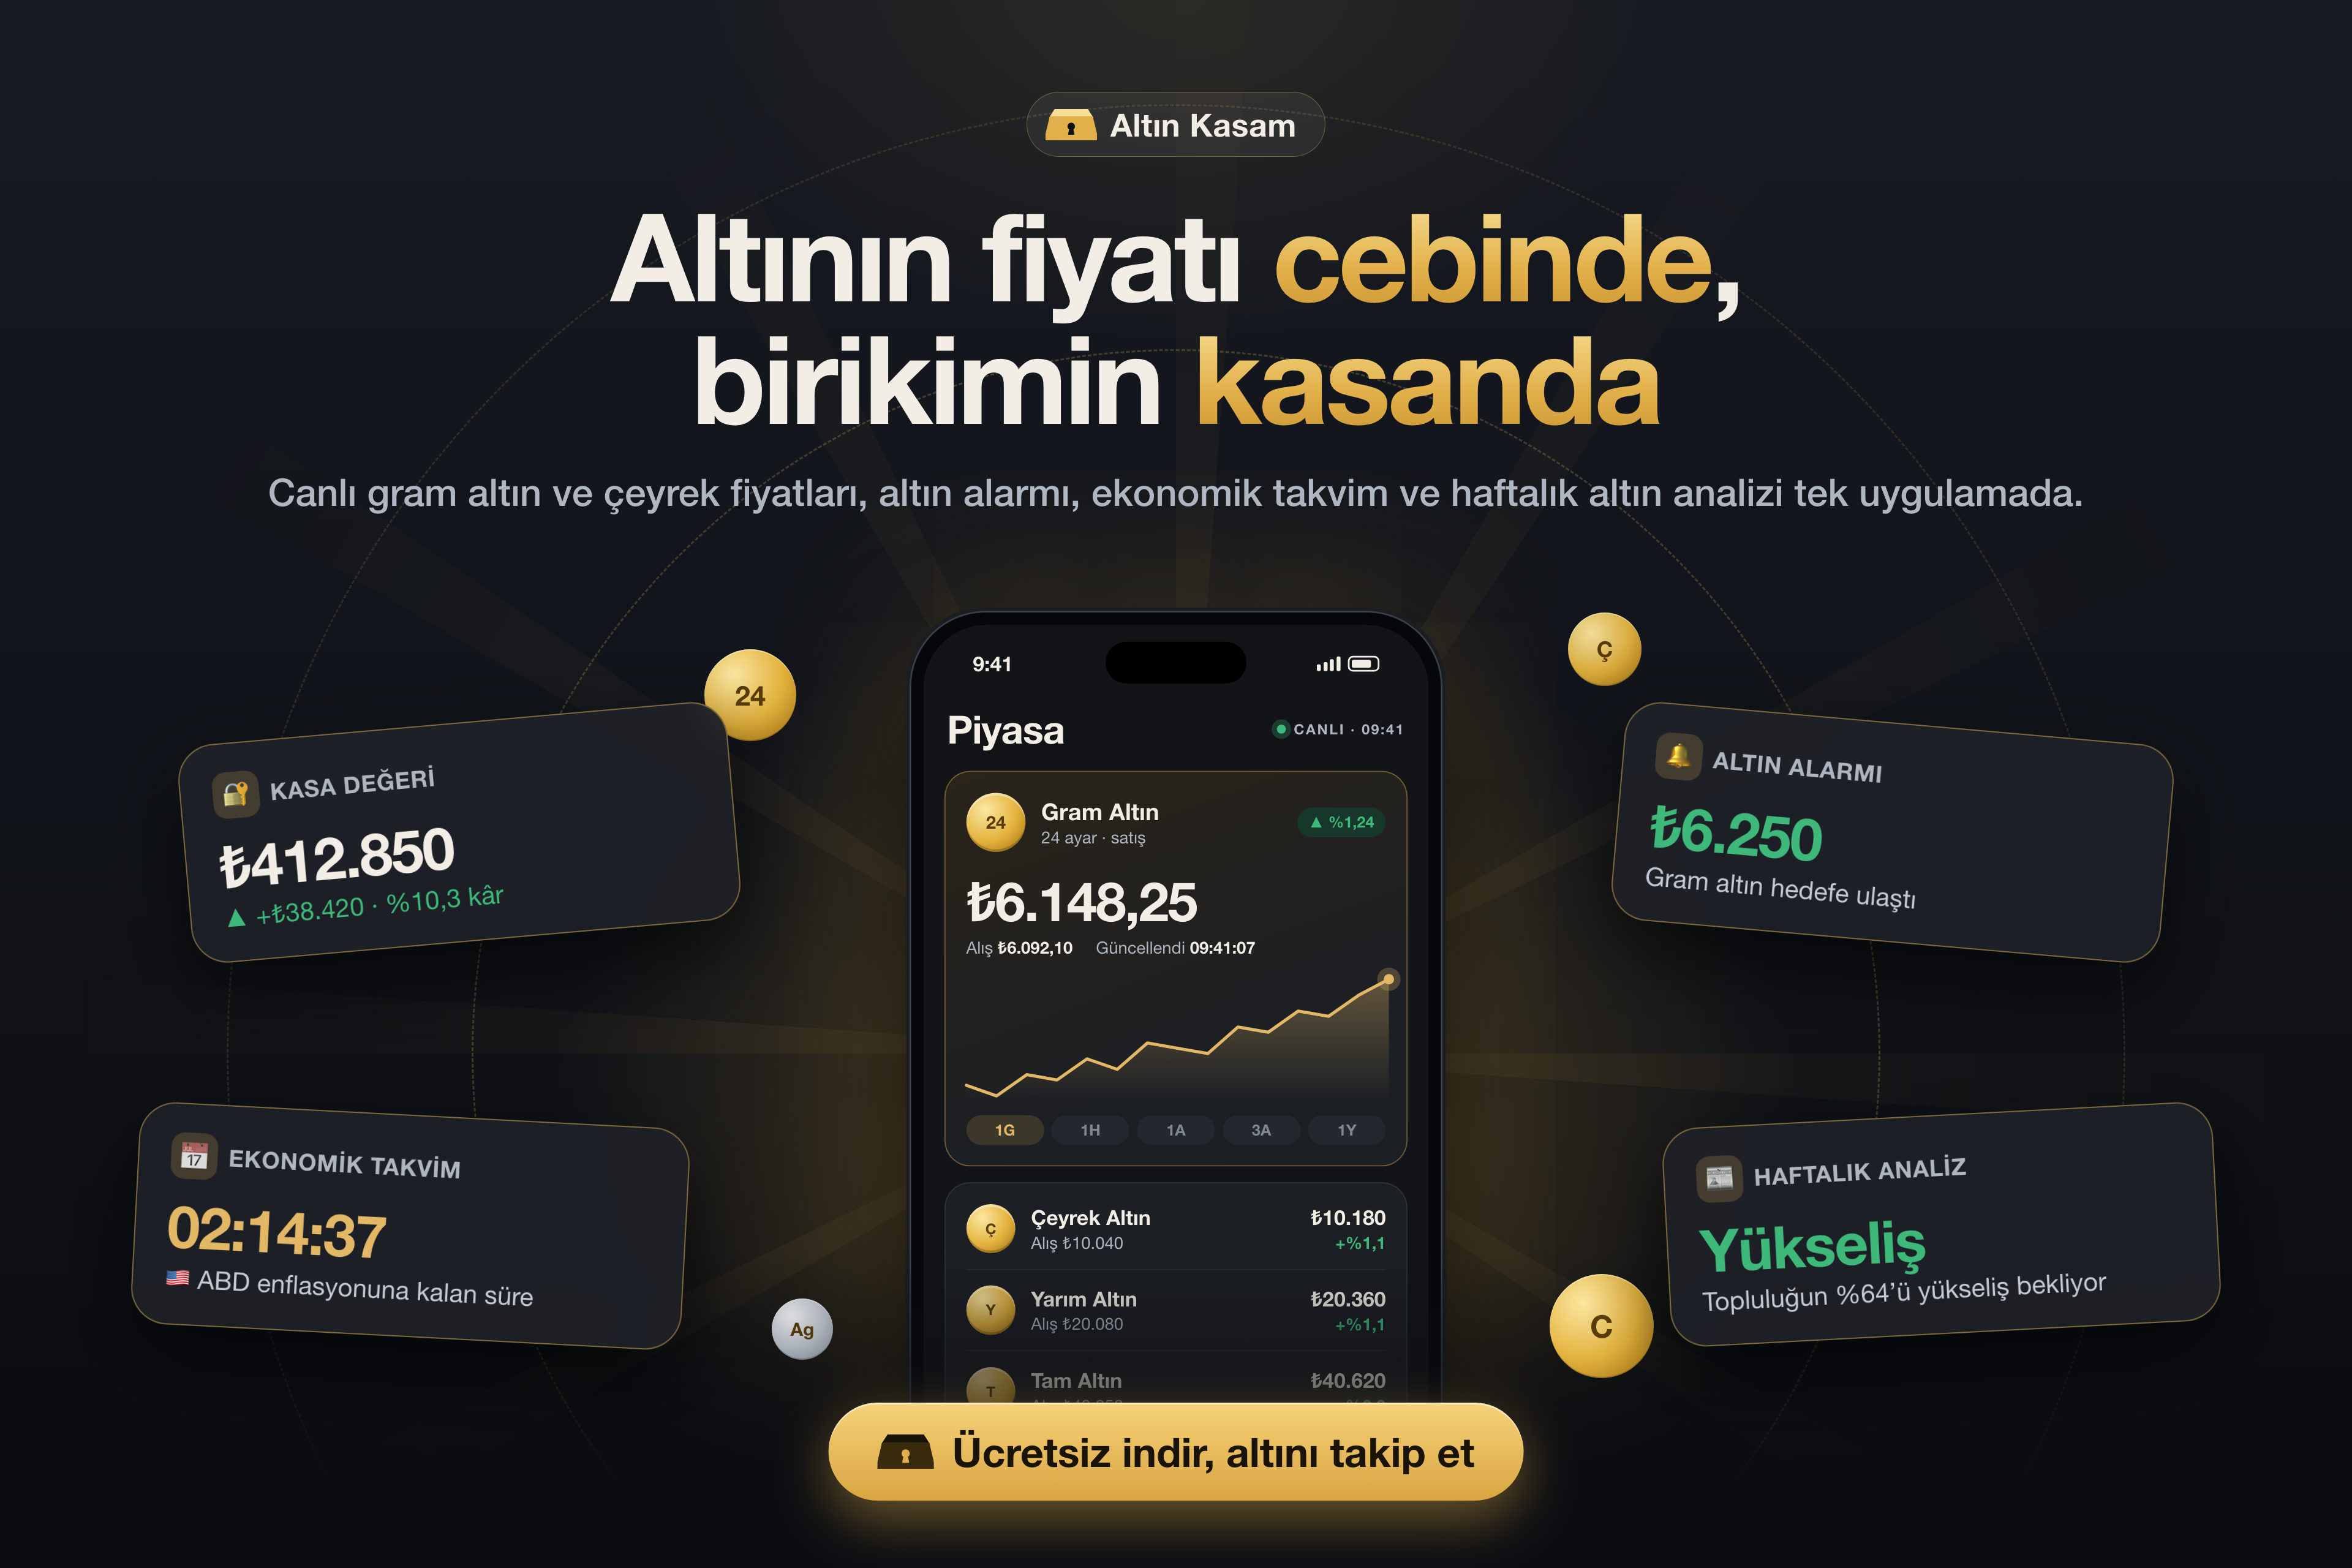 Altın Kasam
Altının fiyatı cebinde,
birikimin kasanda
Canlı gram altın ve çeyrek fiyatları, altın alarmı, ekonomik takvim ve haftalık altın analizi tek uygulamada.
24
Ç
KASA DEĞERİ
₺412.850
▲ +₺38.420 · %10,3 kâr
ALTIN ALARMI
₺6.250
Gram altın hedefe ulaştı
9:41
Piyasa
CANLI · 09:41
24
Gram Altın
24 ayar · satış
▲ %1,24
₺6.148,25
Alış ₺6.092,10 Güncellendi 09:41:07
1G 1H 1A 3A 1Y
Ç
Çeyrek Altın
₺10.180
Alış ₺10.040
+%1,1
Y
Yarım Altın
₺20.360
Alış ₺20.080
+%1,1
T
Tam Altın
₺40.620
JUL
17
EKONOMİK TAKVİM
02:14:37
ABD enflasyonuna kalan süre
Ag
HAFTALIK ANALİZ
Yükseliş
Topluluğun %64’ü yükseliş bekliyor
C
Ücretsiz indir, altını takip et